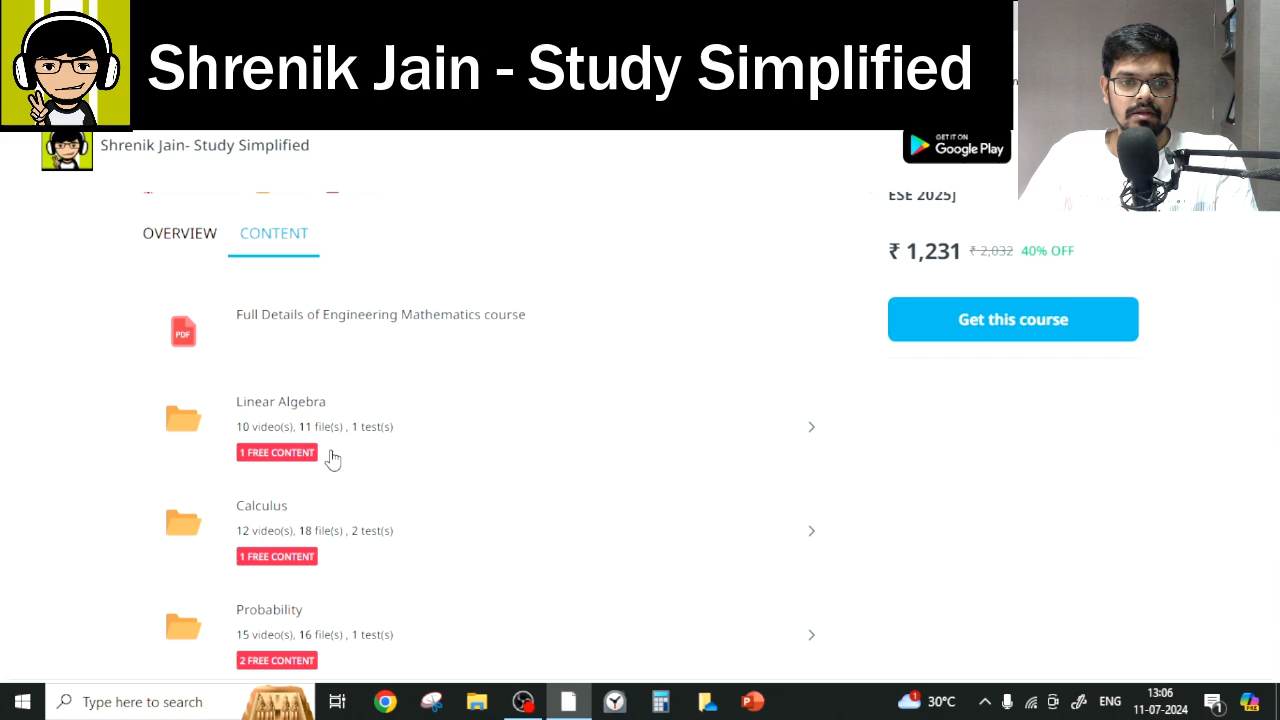 Shrenik Jain - Study Simplified
Shrenik Jain- Study Simplified
GET IT ON
Google Play
ESE 2025]
OVERVIEW CONTENT
₹ 1,231 ₹ 2,032 40% OFF
Get this course
PDF
Full Details of Engineering Mathematics course
Linear Algebra
10 video(s), 11 file(s) , 1 test(s)
1 FREE CONTENT
Calculus
12 video(s), 18 file(s) , 2 test(s)
1 FREE CONTENT
Probability
15 video(s), 16 file(s) , 1 test(s)
2 FREE CONTENT
Type here to search
1
30°C
ENG
13:06
11-07-2024
1
PRE